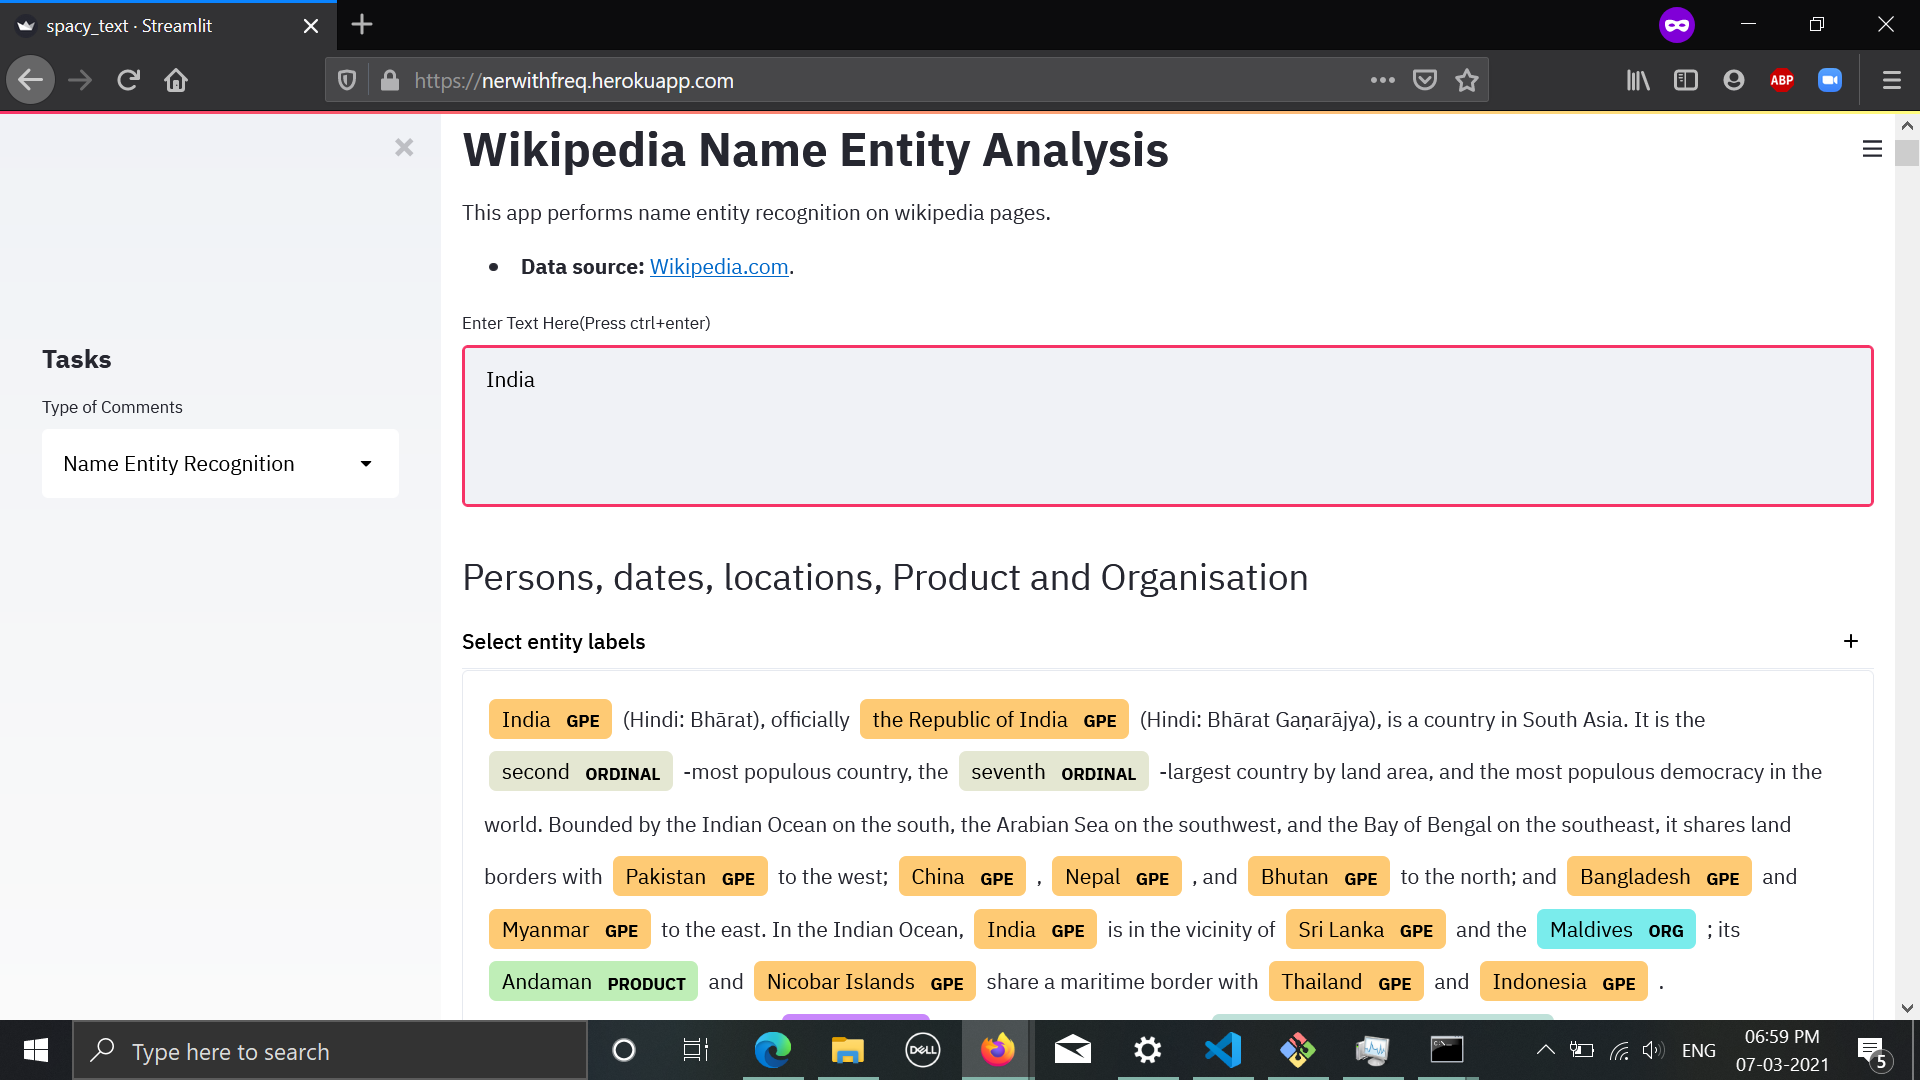 spacy_text · Streamlit
https://nerwithfreq.herokuapp.com
ABP
Wikipedia Name Entity Analysis
This app performs name entity recognition on wikipedia pages.
Data source: Wikipedia.com.
Enter Text Here(Press ctrl+enter)
India
Tasks
Type of Comments
Name Entity Recognition
Persons, dates, locations, Product and Organisation
Select entity labels
India GPE (Hindi: Bhārat), officially the Republic of India GPE (Hindi: Bhārat Gaṇarājya), is a country in South Asia. It is the
second ORDINAL -most populous country, the seventh ORDINAL -largest country by land area, and the most populous democracy in the
world. Bounded by the Indian Ocean on the south, the Arabian Sea on the southwest, and the Bay of Bengal on the southeast, it shares land
borders with Pakistan GPE to the west; China GPE , Nepal GPE , and Bhutan GPE to the north; and Bangladesh GPE and
Myanmar GPE to the east. In the Indian Ocean, India GPE is in the vicinity of Sri Lanka GPE and the Maldives ORG ; its
Andaman PRODUCT and Nicobar Islands GPE share a maritime border with Thailand GPE and Indonesia GPE .
Type here to search
DELL
ENG
06:59 PM
07-03-2021
5